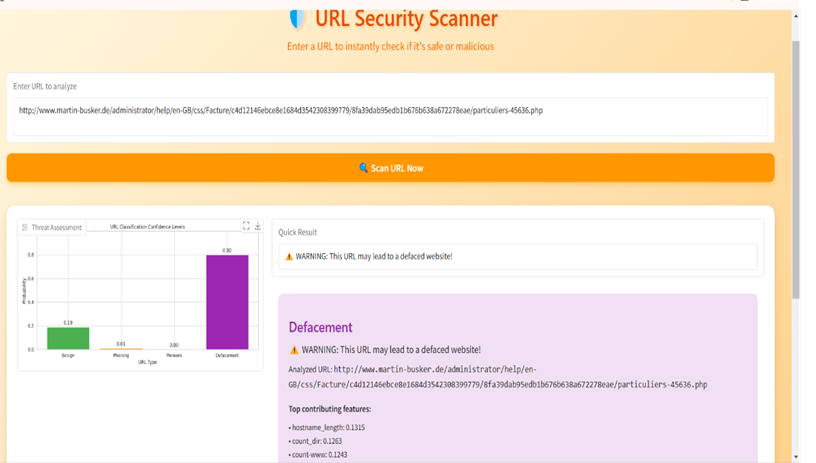 URL Security Scanner
Enter a URL to instantly check if it's safe or malicious
Enter URL to analyze
http://www.martin-busker.de/administrator/help/en-GB/css/Facture/c4d12146ebce8e1684d3542308399779/8fa39dab95edb1b676b638a672278eae/particuliers-45636.php
Scan URL Now
Threat Assessment
URL Classification Confidence Levels
Probability
0.8
0.6
0.4
0.2
0.0
0.19
0.01
0.00
0.80
Benign
Phishing
Malware
Defacement
URL Type
Quick Result
WARNING: This URL may lead to a defaced website!
Defacement
WARNING: This URL may lead to a defaced website!
Analyzed URL: http://www.martin-busker.de/administrator/help/en-
GB/css/Facture/c4d12146ebce8e1684d3542308399779/8fa39dab95edb1b676b638a672278eae/particuliers-45636.php
Top contributing features:
• hostname_length: 0.1315
• count_dir: 0.1263
• count-www: 0.1243